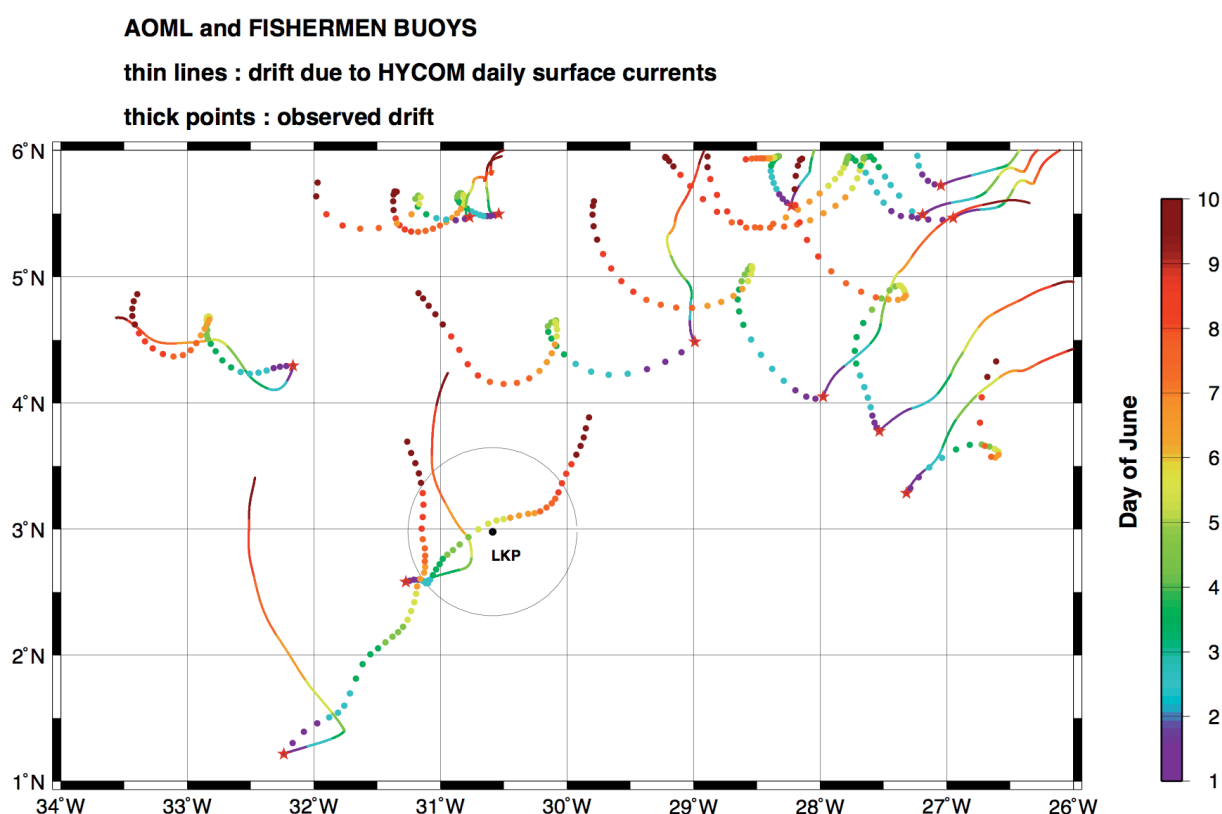 AOML and FISHERMEN BUOYS
thin lines : drift due to HYCOM daily surface currents
thick points : observed drift
6°N
5°N
4°N
3°N
2°N
1°N
34°W 33°W 32°W 31°W 30°W 29°W 28°W 27°W 26°W
LKP
Day of June
10
9
8
7
6
5
4
3
2
1